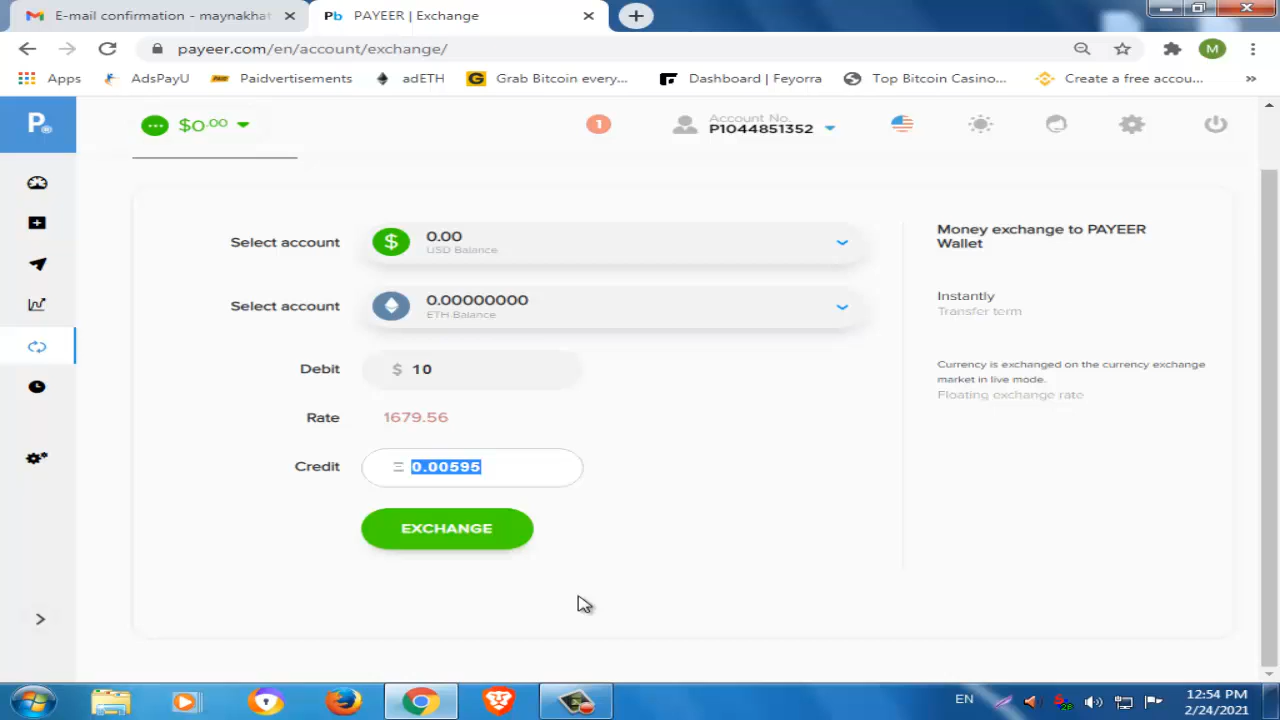 E-mail confirmation - maynakhat
PAYEER | Exchange
payeer.com/en/account/exchange/
M
Apps
AdsPayU
Paidvertisements
adETH
Grab Bitcoin every...
Dashboard | Feyorra
Top Bitcoin Casino...
Create a free accou...
»
$0.00
1
Account No.
P1044851352
Select account
0.00
USD Balance
Select account
0.00000000
ETH Balance
Debit
$ 10
Rate
1679.56
Credit
0.00595
EXCHANGE
Money exchange to PAYEER
Wallet
Instantly
Transfer term
Currency is exchanged on the currency exchange
market in live mode.
Floating exchange rate
EN
12:54 PM
2/24/2021